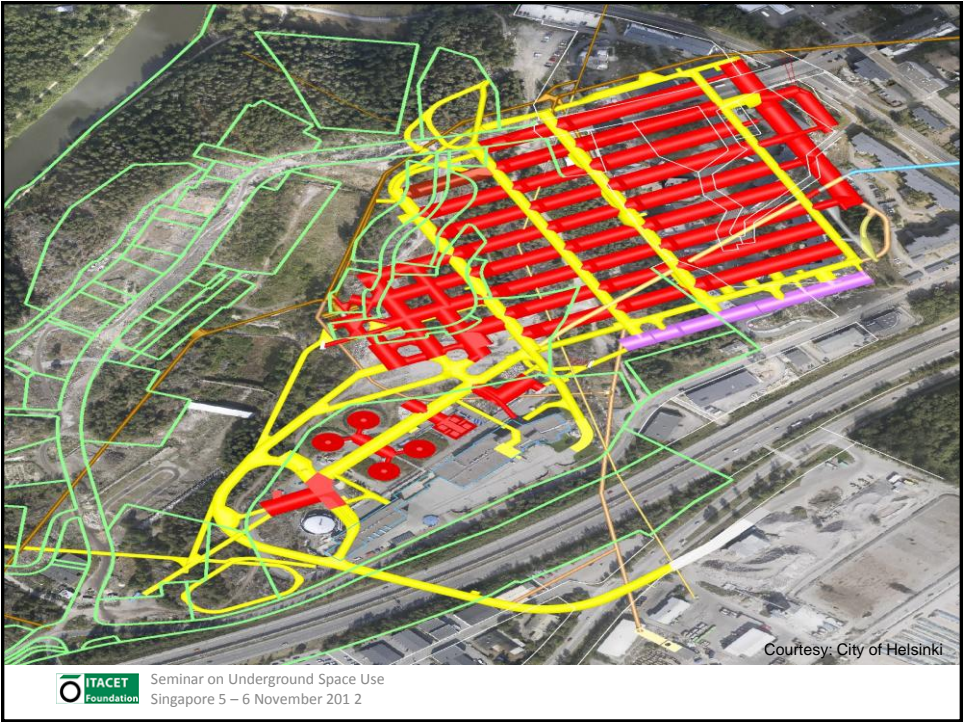 Courtesy: City of Helsinki
ITACET
Foundation
Seminar on Underground Space Use
Singapore 5 – 6 November 201 2